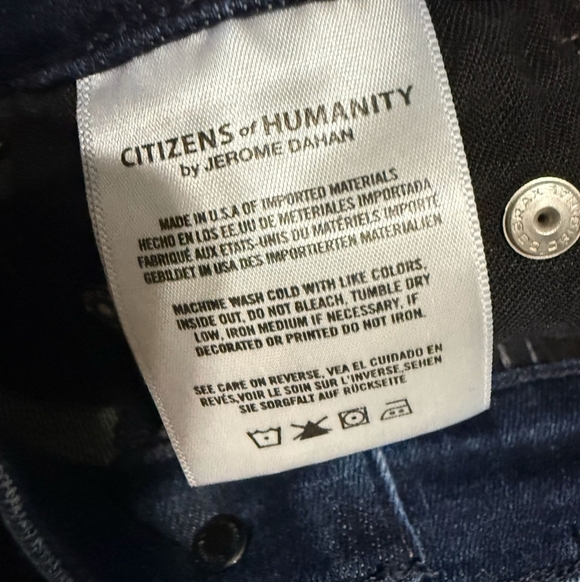 CITIZENS of HUMANITY
by JEROME DAHAN
MADE IN U.S.A OF IMPORTED MATERIALS
HECHO EN LOS EE.UU DE METERIALES IMPORTADA
FABRIQUÉ AUX ETATS-UNIS DU MATÉRIELS IMPORTÉ
GEBLDET IN USA DES IMPORTIERTEN MATERIALIEN
MACHINE WASH COLD WITH LIKE COLORS,
INSIDE OUT. DO NOT BLEACH, TUMBLE DRY
LOW, IRON MEDIUM IF NECESSARY. IF
DECORATED OR PRINTED DO NOT IRON.
SEE CARE ON REVERSE, VEA EL CUIDADO EN
REVÉS,VOIR LE SOIN SUR L'INVERSE,SEHEN
SIE SORGFALT AUF RÜCKSEITE